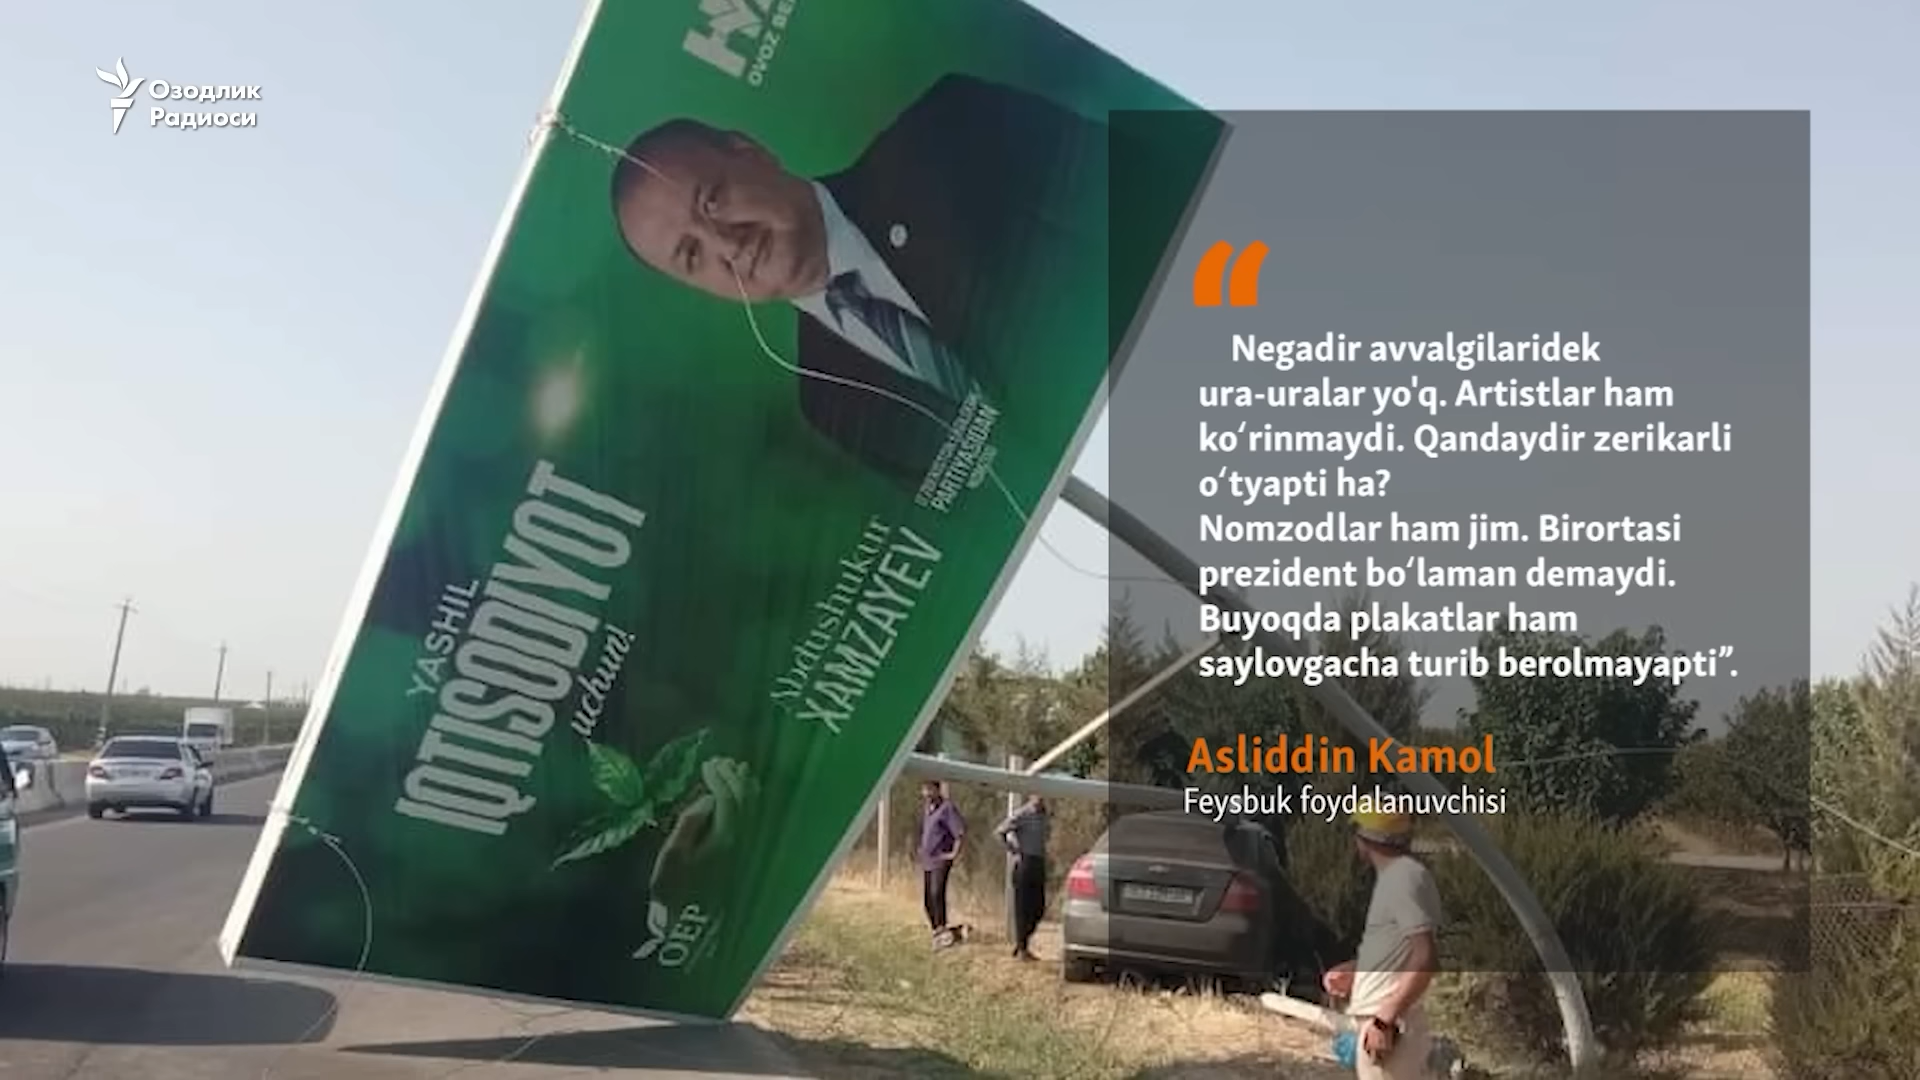 Озодлик
Радиоси
OVOZ
YASHIL
IQTISODIYOT
uchun!
Abdushukur
XAMZAYEV
PARTIYASIDAN
OEP
“
Negadir avvalgilaridek
ura-uralar yo'q. Artistlar ham
ko‘rinmaydi. Qandaydir zerikarli
o‘tyapti ha?
Nomzodlar ham jim. Birortasi
prezident bo‘laman demaydi.
Buyoqda plakatlar ham
saylovgacha turib berolmayapti”.
Asliddin Kamol
Feysbuk foydalanuvchisi